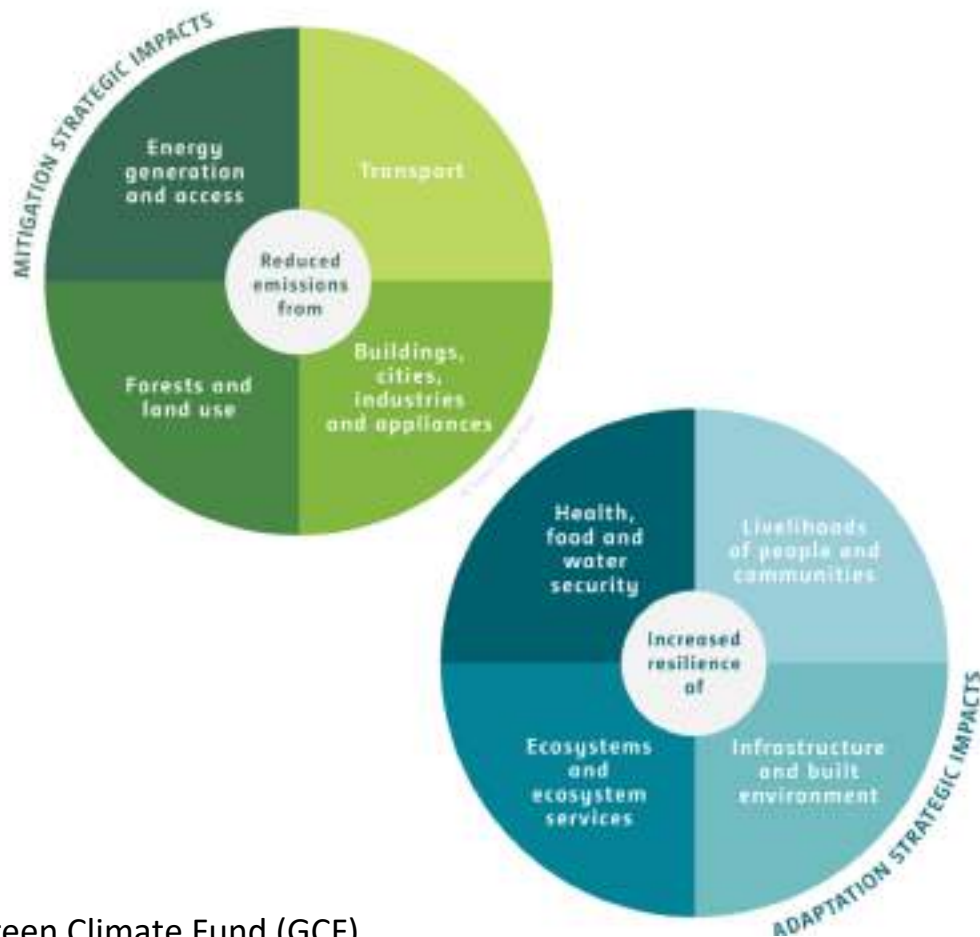 MITIGATION STRATEGIC IMPACTS
Energy
generation
and access
Transport
Reduced
emissions
from
Forests and
land use
Buildings,
cities,
industries
and appliances
Health,
food and
water
security
Livelihoods
of people and
communities
Increased
resilience
of
Ecosystems
and
ecosystem
services
Infrastructure
and built
environment
ADAPTATION STRATEGIC IMPACTS
Climate Fund (GCF)